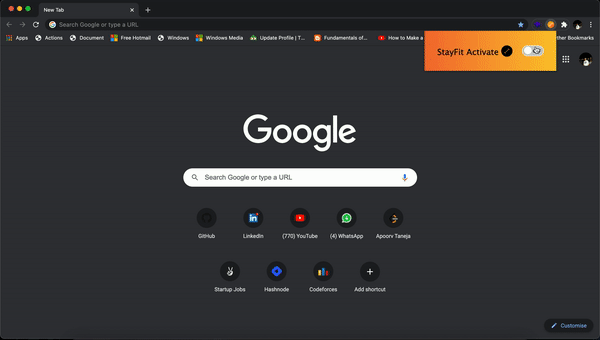 New Tab
Search Google or type a URL
Apps Actions Document Free Hotmail Windows Windows Media Update Profile | T... Fundamentals of... How to Make a ther Bookmarks
StayFit Activate
Google
Search Google or type a URL
GitHub LinkedIn (770) YouTube (4) WhatsApp Apoorv Taneja
Startup Jobs Hashnode Codeforces Add shortcut
Customise